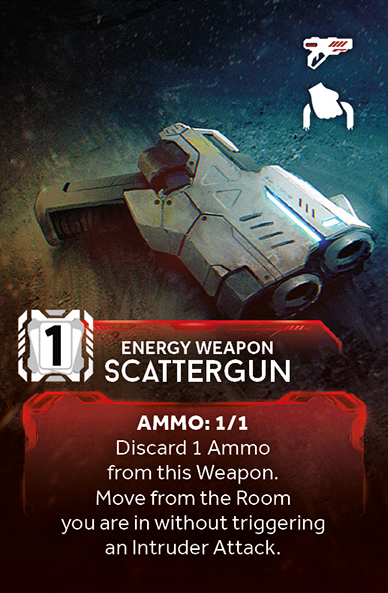 1
ENERGY WEAPON
SCATTERGUN
AMMO: 1/1
Discard 1 Ammo
from this Weapon.
Move from the Room
you are in without triggering
an Intruder Attack.